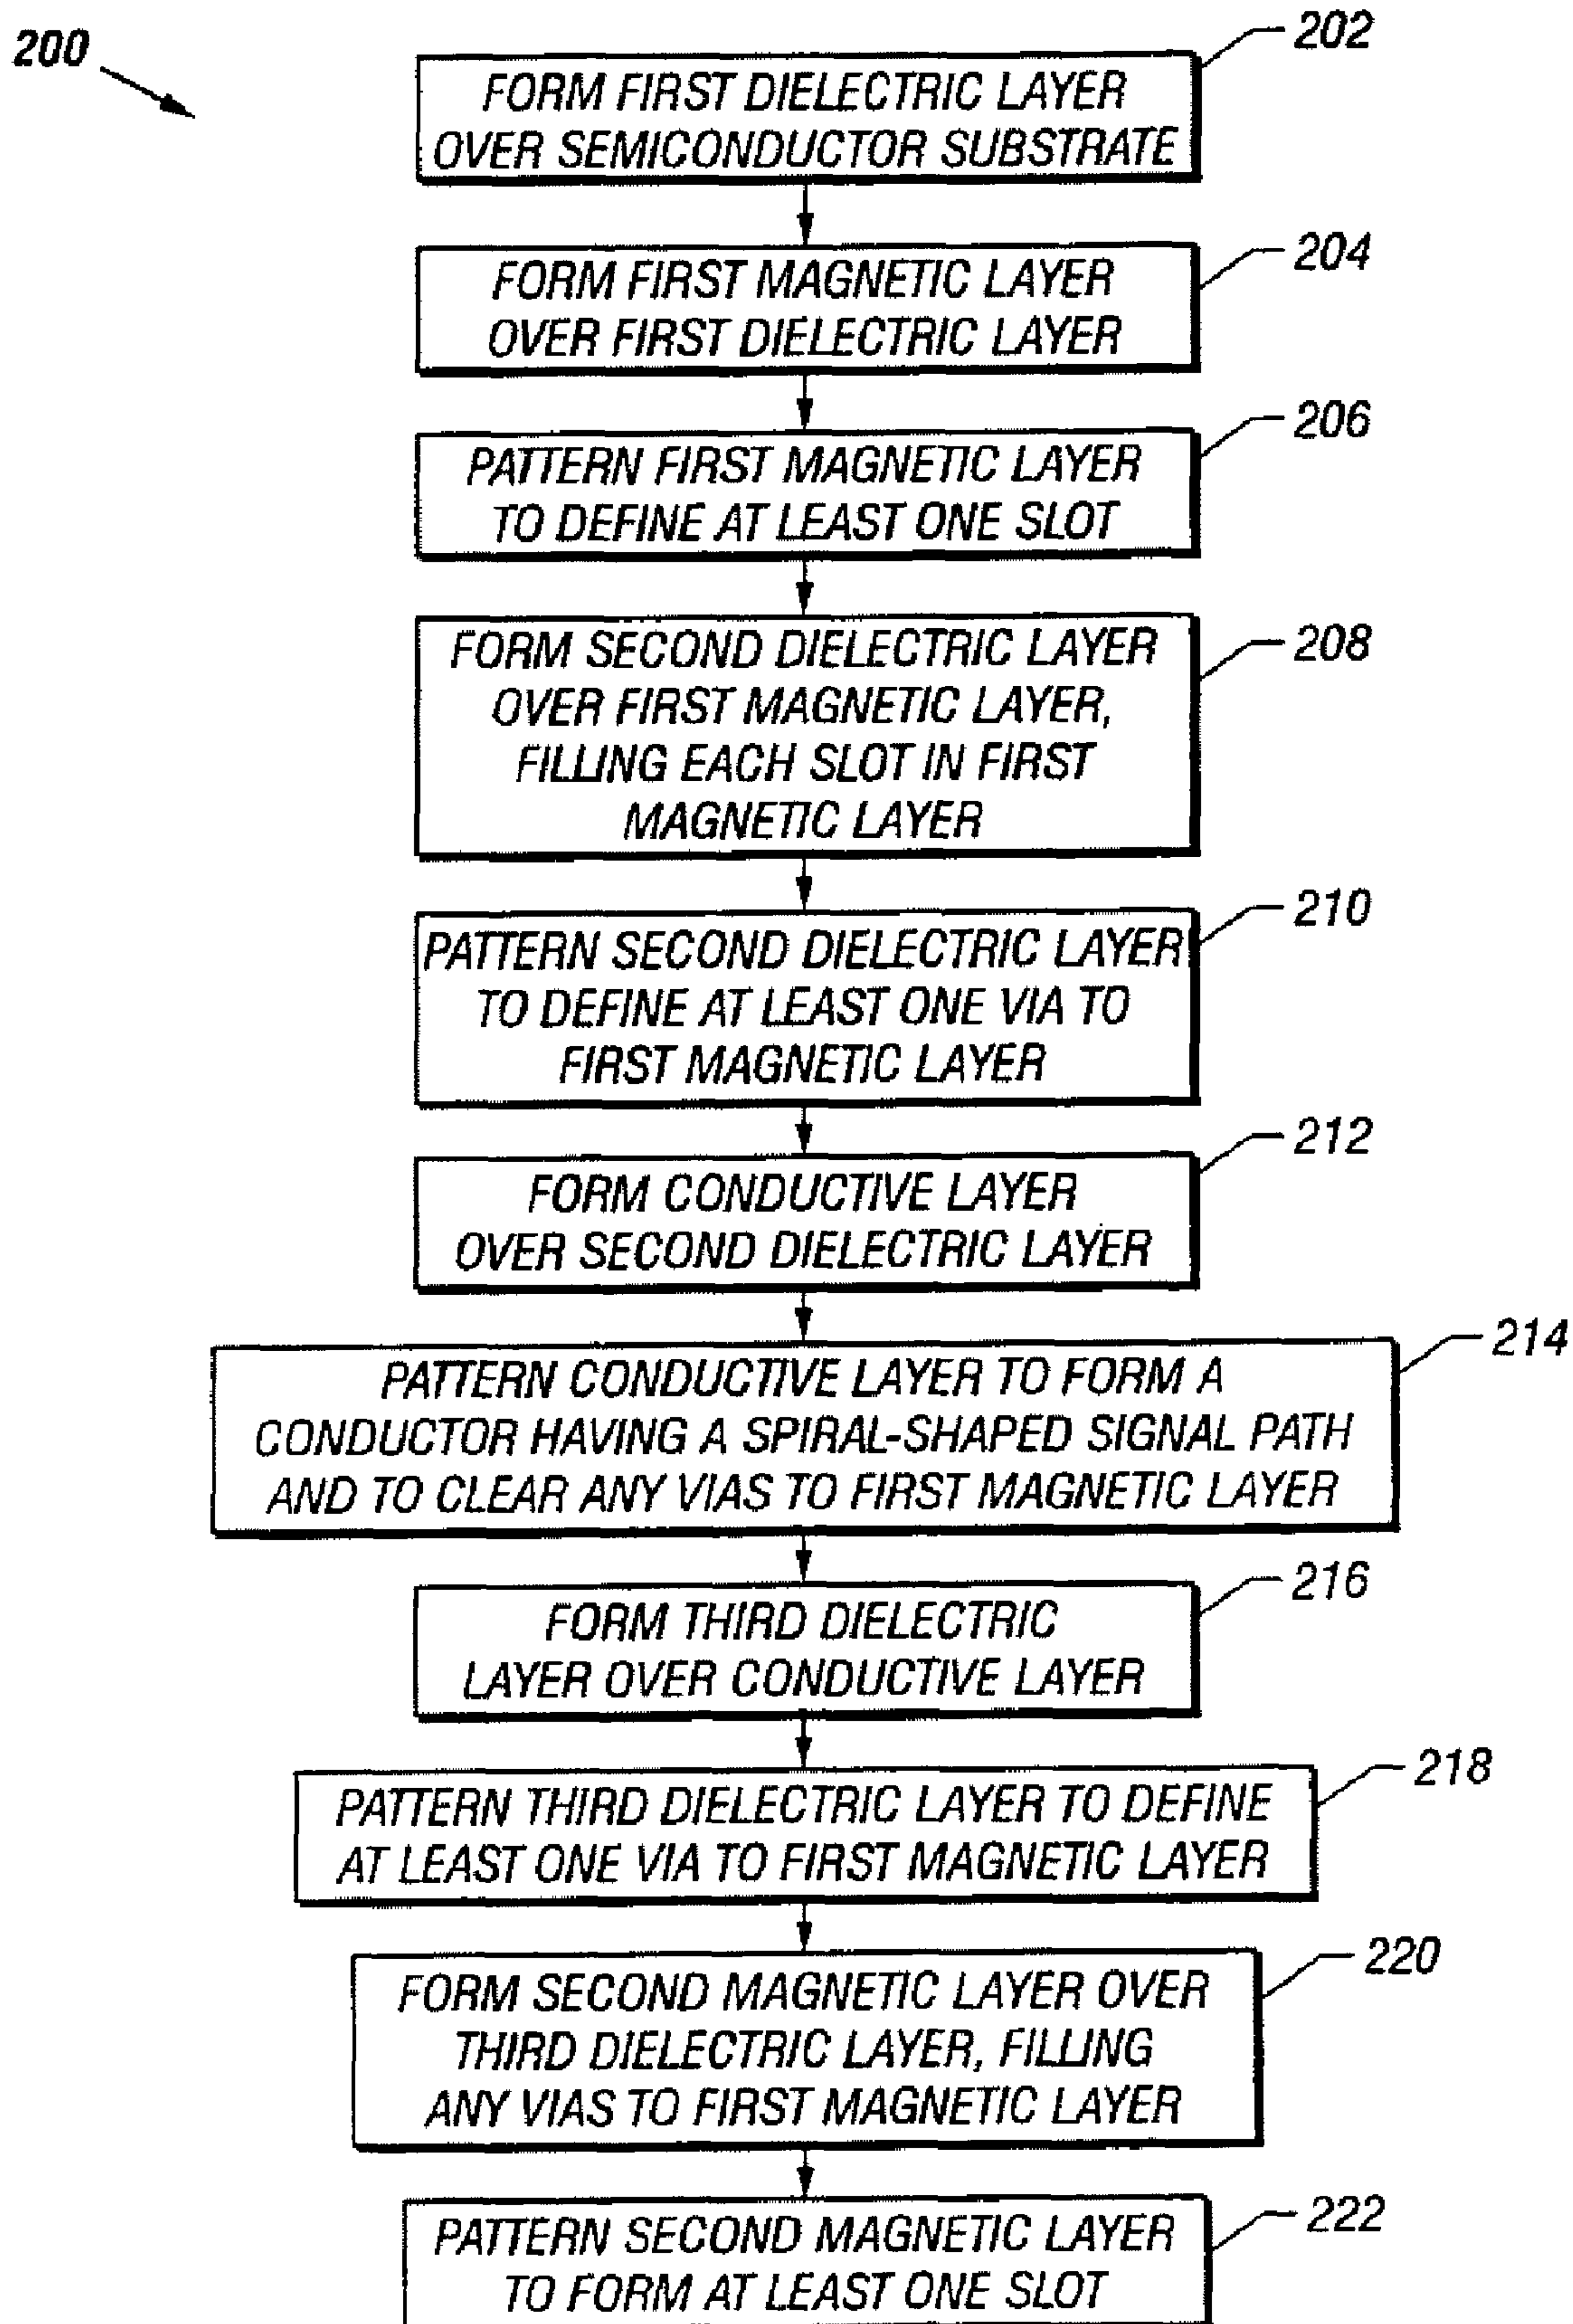 200
202
FORM FIRST DIELECTRIC LAYER
OVER SEMICONDUCTOR SUBSTRATE
204
FORM FIRST MAGNETIC LAYER
OVER FIRST DIELECTRIC LAYER
206
PATTERN FIRST MAGNETIC LAYER
TO DEFINE AT LEAST ONE SLOT
208
FORM SECOND DIELECTRIC LAYER
OVER FIRST MAGNETIC LAYER,
FILLING EACH SLOT IN FIRST
MAGNETIC LAYER
210
PATTERN SECOND DIELECTRIC LAYER
TO DEFINE AT LEAST ONE VIA TO
FIRST MAGNETIC LAYER
212
FORM CONDUCTIVE LAYER
OVER SECOND DIELECTRIC LAYER
214
PATTERN CONDUCTIVE LAYER TO FORM A
CONDUCTOR HAVING A SPIRAL-SHAPED SIGNAL PATH
AND TO CLEAR ANY VIAS TO FIRST MAGNETIC LAYER
216
FORM THIRD DIELECTRIC
LAYER OVER CONDUCTIVE LAYER
218
PATTERN THIRD DIELECTRIC LAYER TO DEFINE
AT LEAST ONE VIA TO FIRST MAGNETIC LAYER
220
FORM SECOND MAGNETIC LAYER OVER
THIRD DIELECTRIC LAYER, FILLING
ANY VIAS TO FIRST MAGNETIC LAYER
222
PATTERN SECOND MAGNETIC LAYER
TO FORM AT LEAST ONE SLOT